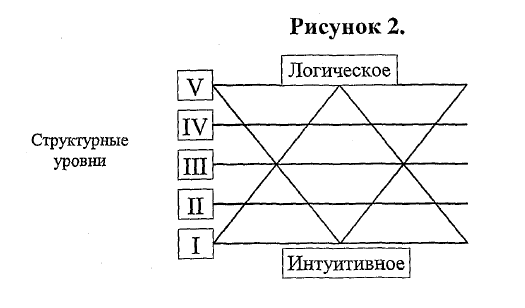 Рисунок 2.
Логическое
V
IV
Структурные
уровни
III
II
I
Интуитивное